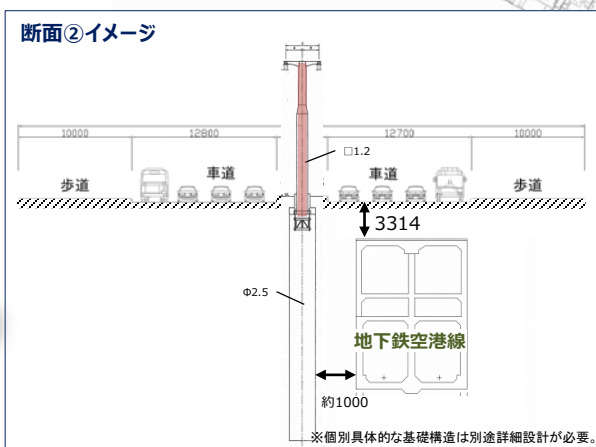 断面②イメージ
10000
12800
12700
10000
□1.2
歩道
車道
車道
歩道
3314
Φ2.5
地下鉄空港線
約1000
※個別具体的な基礎構造は別途詳細設計が必要。